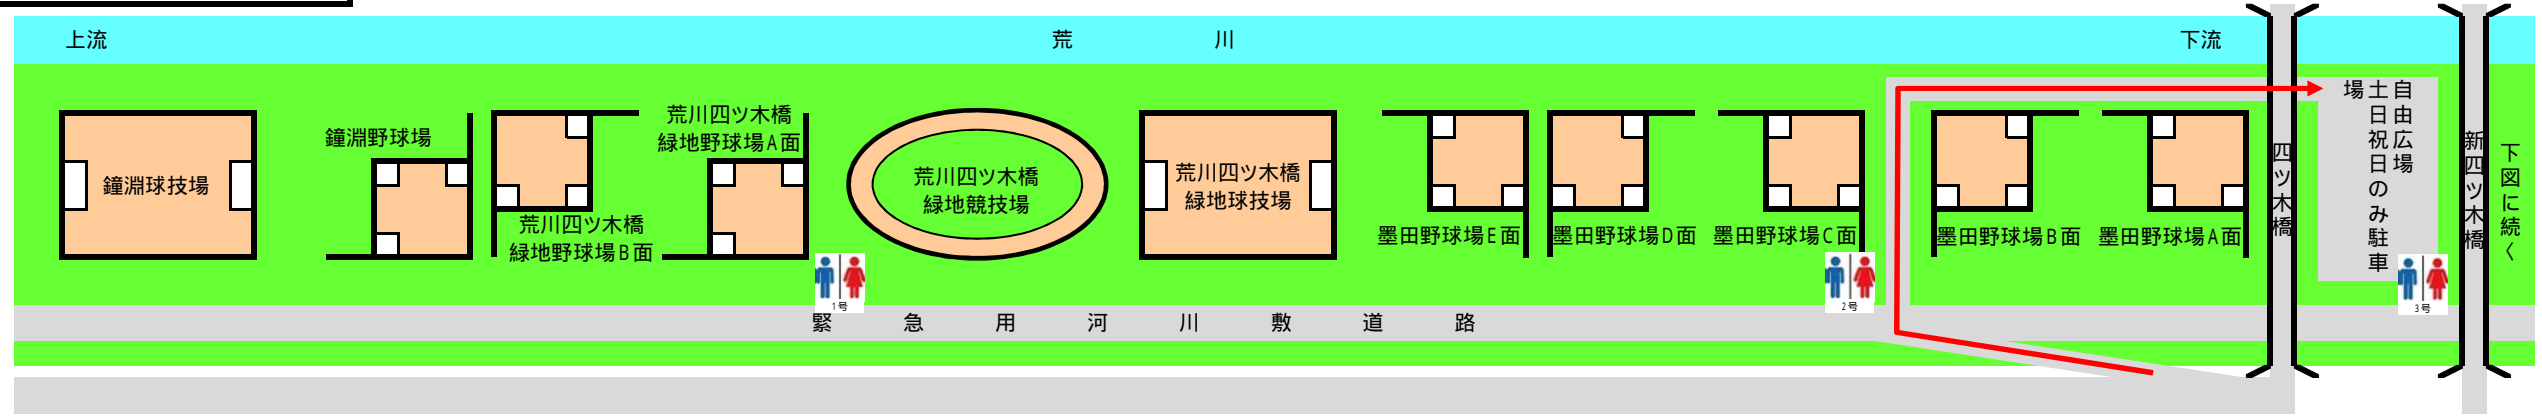 上流
荒川
下流
鐘淵球技場
鐘淵野球場
荒川四ツ木橋
緑地野球場B面
荒川四ツ木橋
緑地野球場A面
荒川四ツ木橋
緑地競技場
荒川四ツ木橋
緑地球技場
墨田野球場E面
墨田野球場D面
墨田野球場C面
墨田野球場B面
墨田野球場A面
四ツ木橋
自由広場
土日祝日のみ駐車
場
新四ツ木橋
下図に続く
1号
2号
3号
緊急用河川敷道路